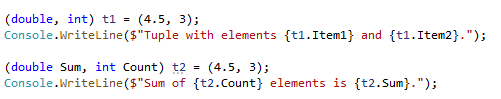 (double, int) t1 = (4.5, 3);
Console.WriteLine($"Tuple with elements {t1.Item1} and {t1.Item2}.");
(double Sum, int Count) t2 = (4.5, 3);
Console.WriteLine($"Sum of {t2.Count} elements is {t2.Sum}.");